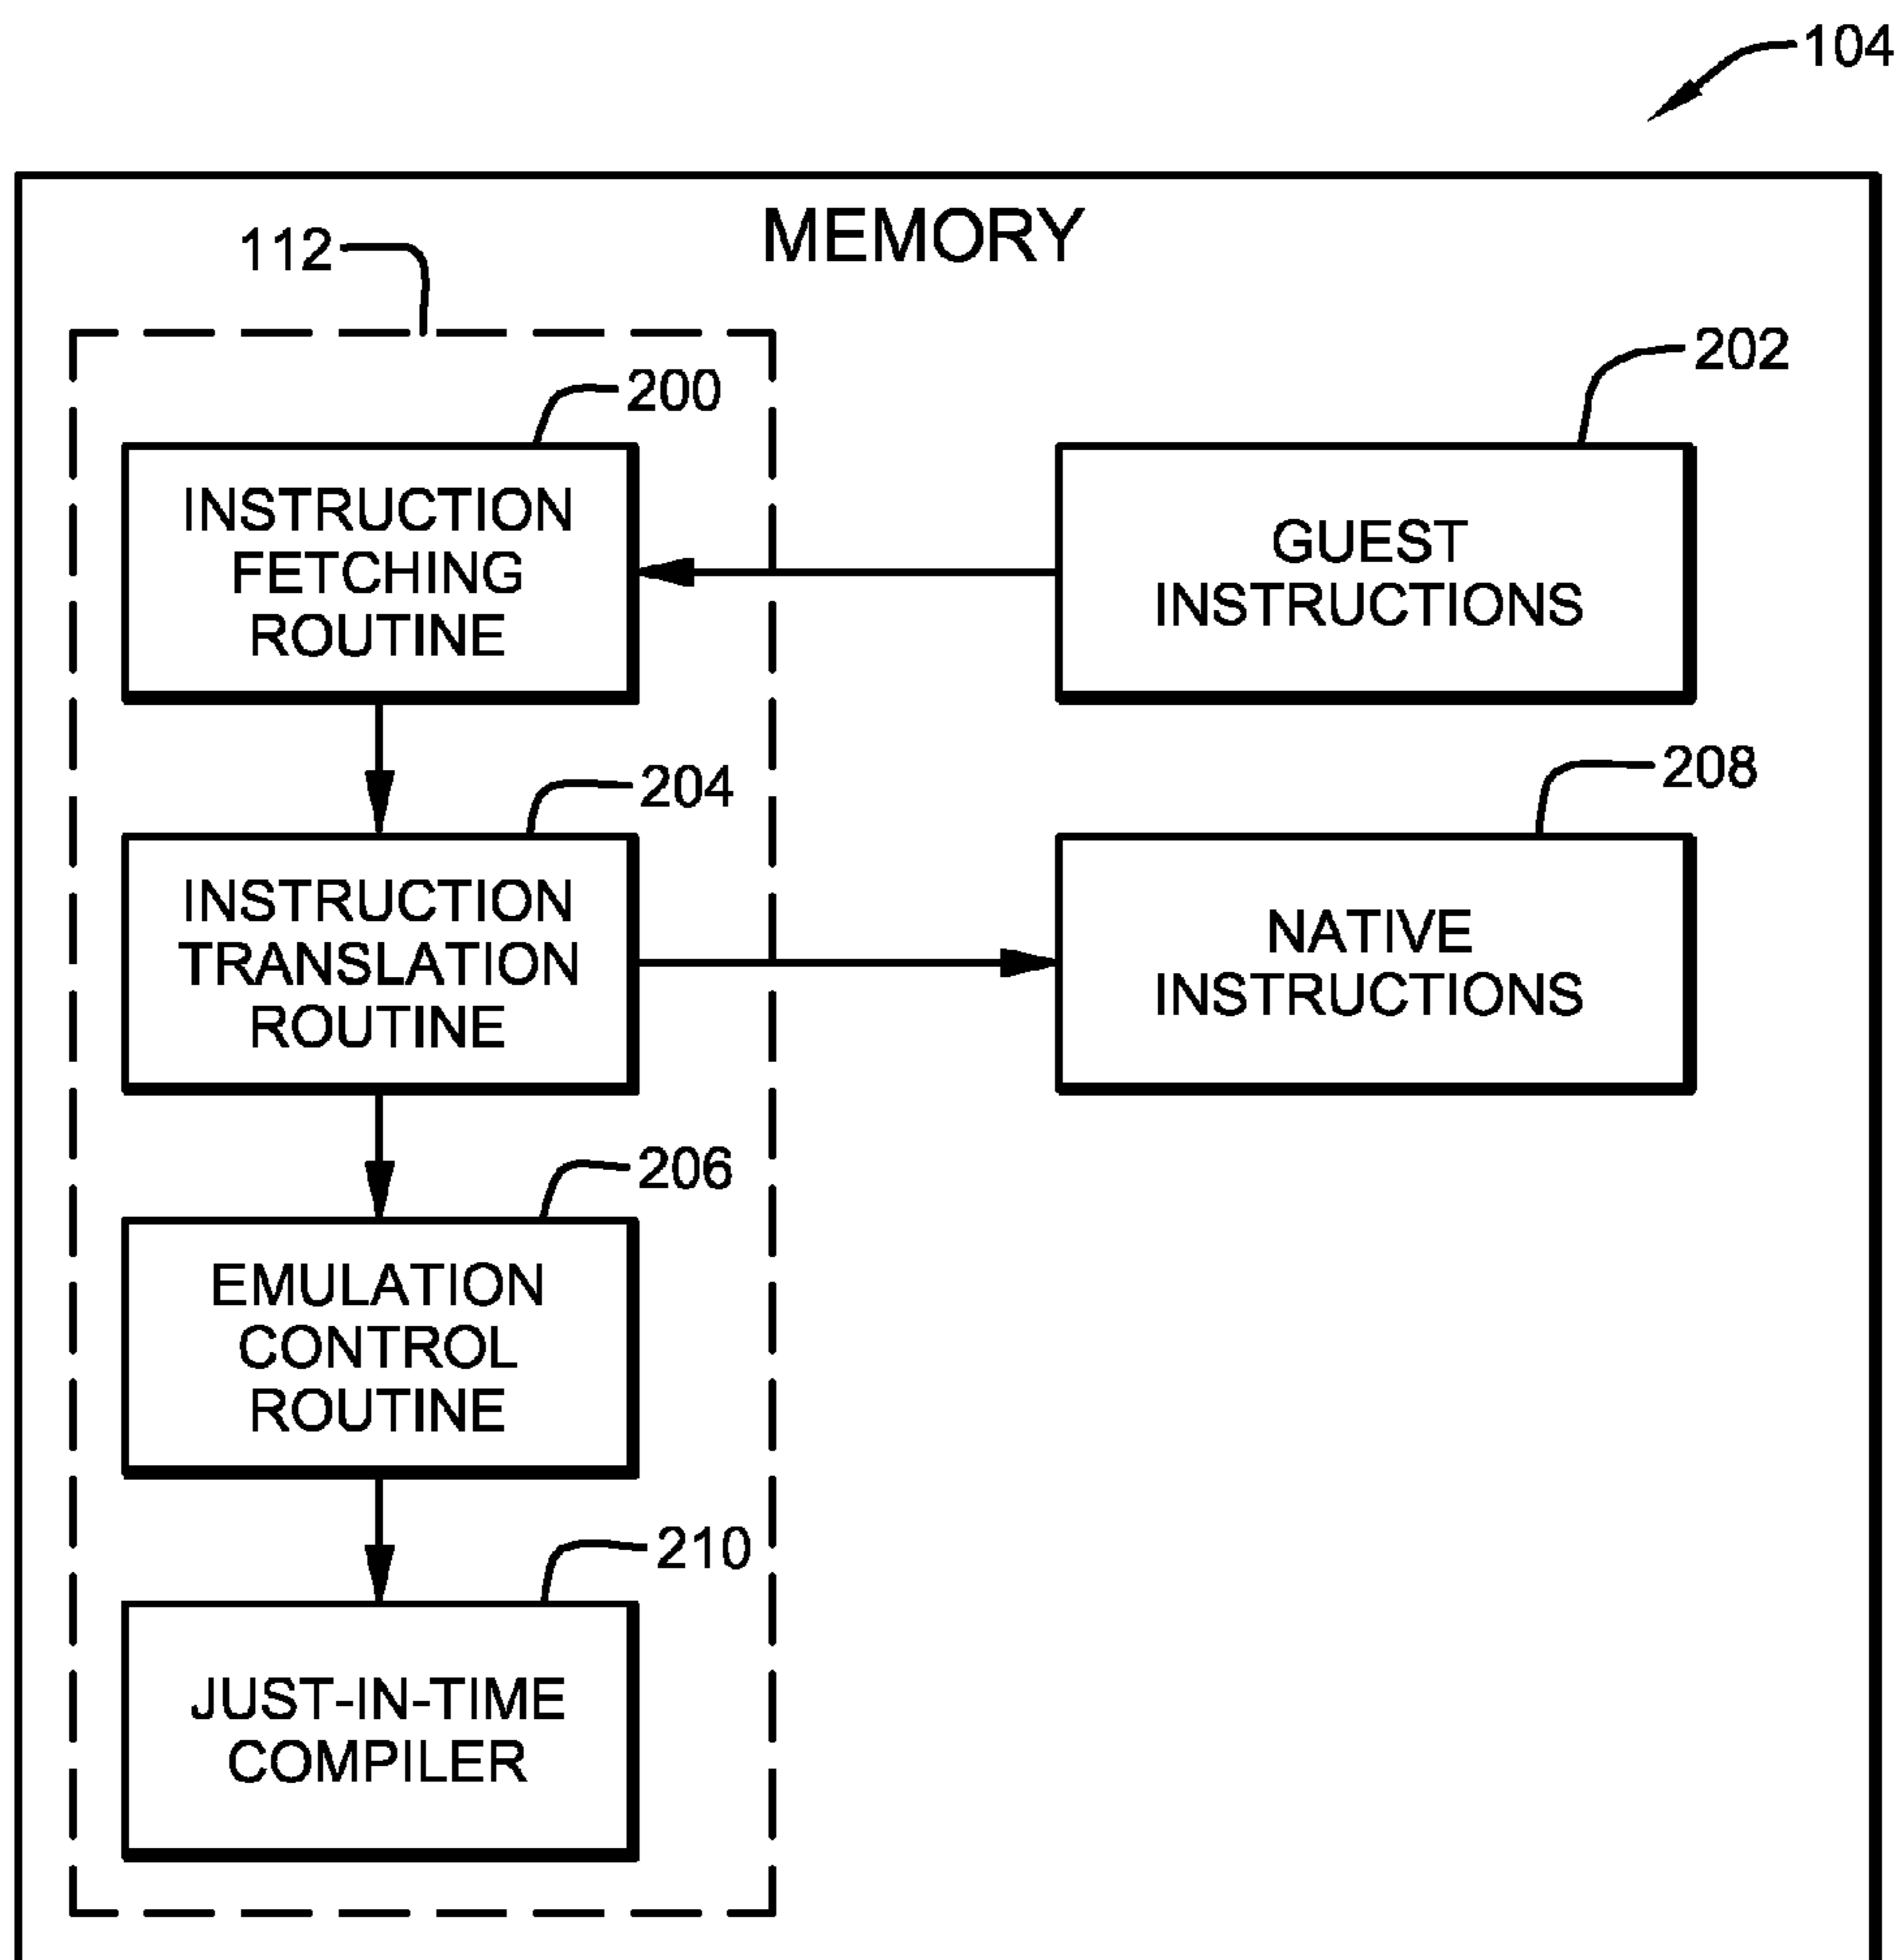 104
MEMORY
112
200
202
INSTRUCTION
FETCHING
ROUTINE
GUEST
INSTRUCTIONS
204
208
INSTRUCTION
TRANSLATION
ROUTINE
NATIVE
INSTRUCTIONS
206
EMULATION
CONTROL
ROUTINE
210
JUST-IN-TIME
COMPILER